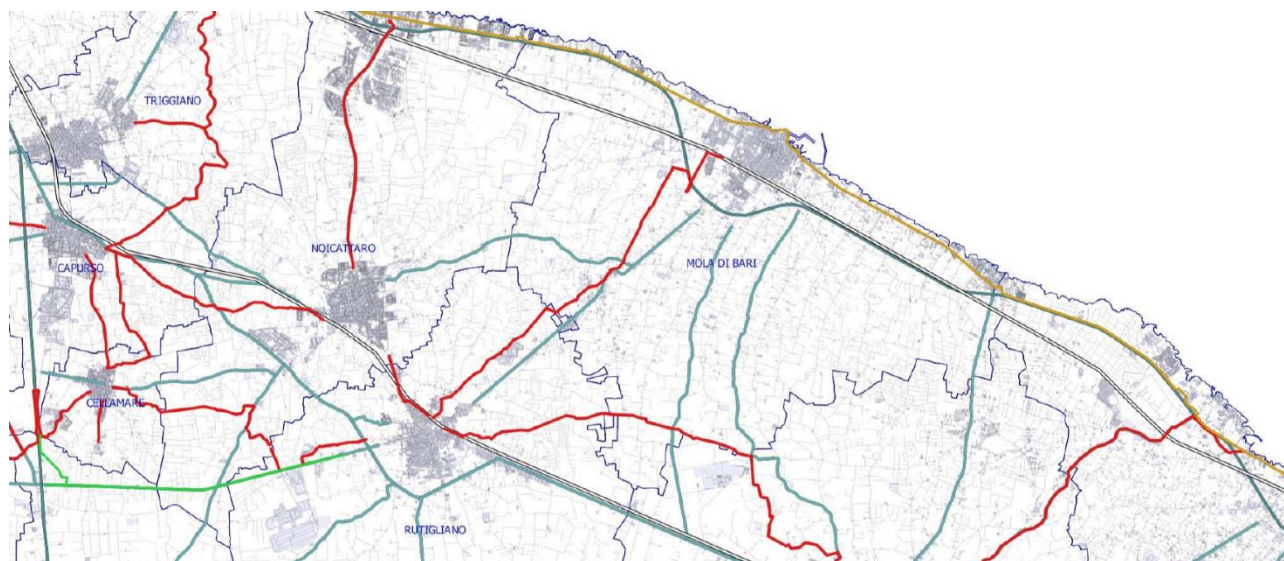 TRIGGIANO
NOICATTARO
MOLA DI BARI
CAPURSO
CELLAMARE
RUTIGLIANO